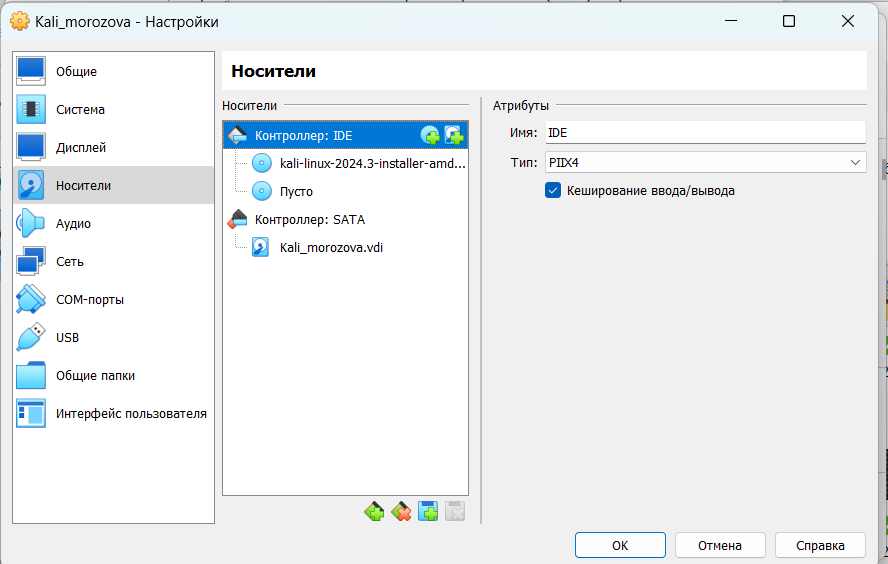 Kali_morozova - Настройки
Общие
Система
Дисплей
Носители
Аудио
Сеть
COM-порты
USB
Общие папки
Интерфейс пользователя
Носители
Носители
Контроллер: IDE
kali-linux-2024.3-installer-amd...
Пусто
Контроллер: SATA
Kali_morozova.vdi
Атрибуты
Имя: IDE
Тип: PIIX4
Кеширование ввода/вывода
OK Отмена Справка